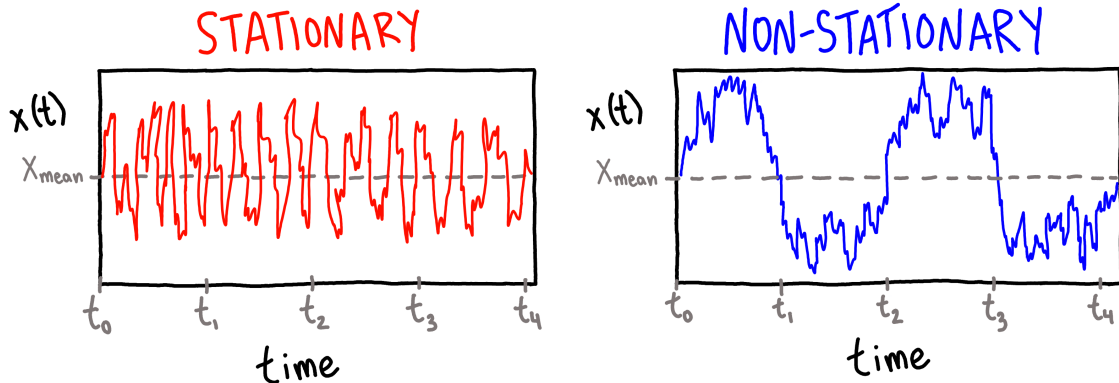 STATIONARY
x(t)
Xmean
t0 t1 t2 t3 t4
time
NON-STATIONARY
x(t)
Xmean
t0 t1 t2 t3 t4
time